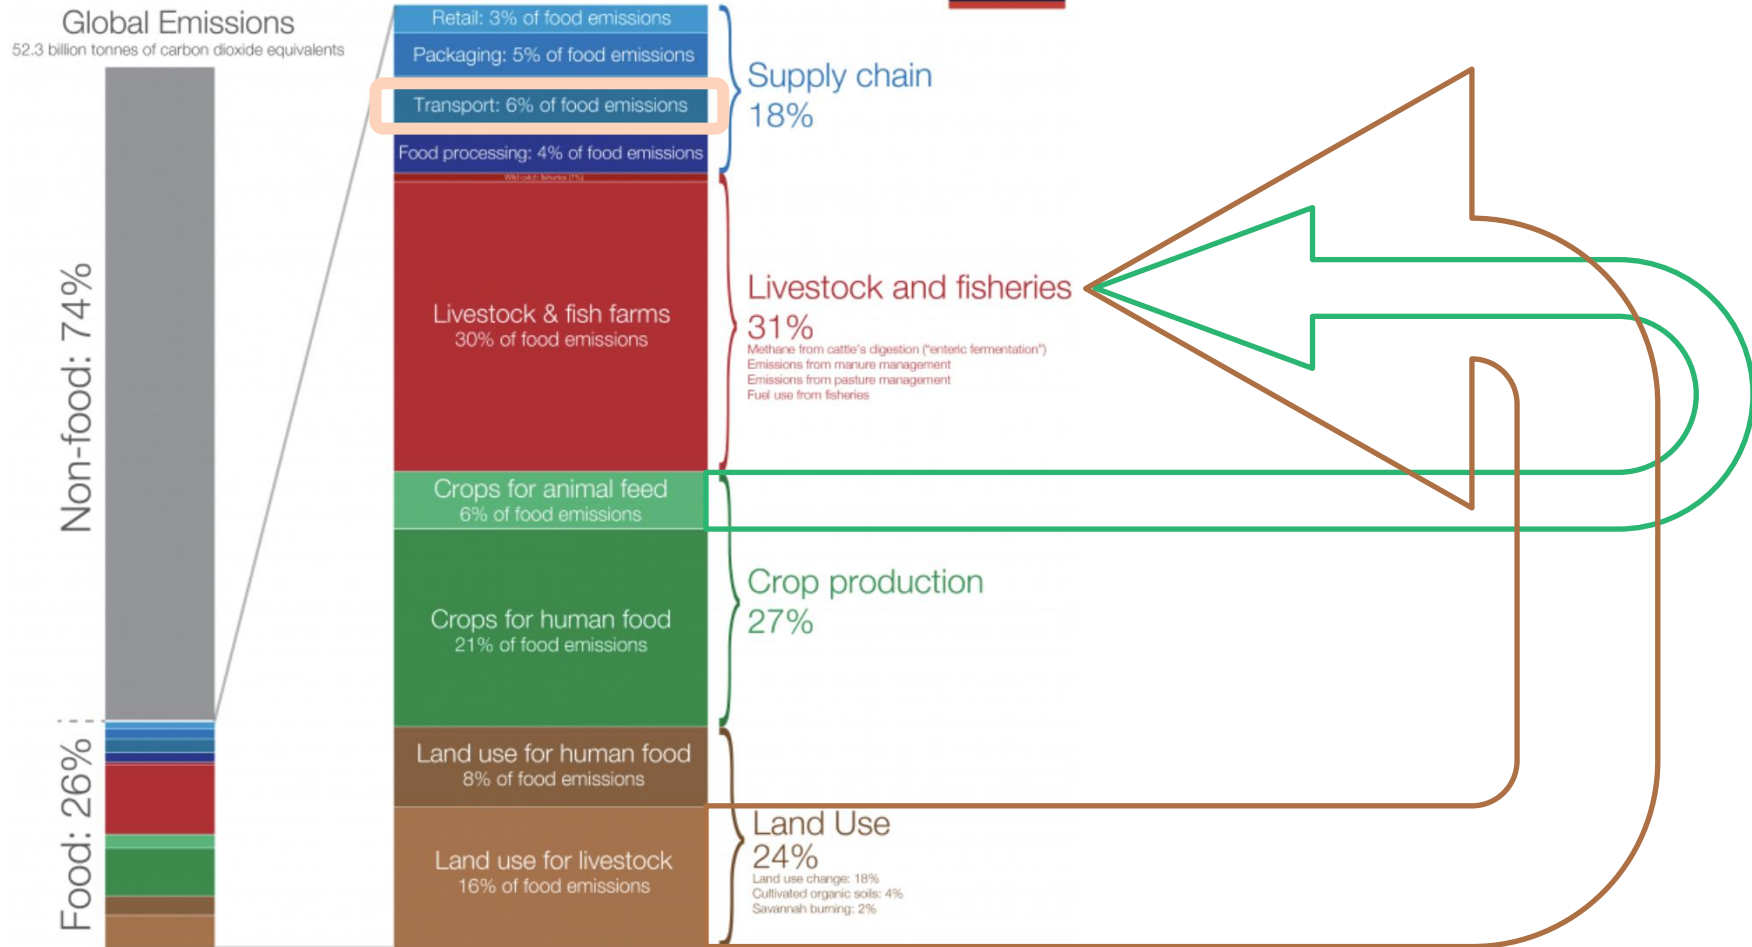 Global Emissions
52.3 billion tonnes of carbon dioxide equivalents
Non-food: 74%
Food: 26%
Retail: 3% of food emissions
Packaging: 5% of food emissions
Transport: 6% of food emissions
Food processing: 4% of food emissions
Wild catch fisheries (1%)
Livestock & fish farms
30% of food emissions
Crops for animal feed
6% of food emissions
Crops for human food
21% of food emissions
Land use for human food
8% of food emissions
Land use for livestock
16% of food emissions
Supply chain
18%
Livestock and fisheries
31%
Methane from cattle's digestion ("enteric fermentation")
Emissions from manure management
Emissions from pasture management
Fuel use from fisheries
Crop production
27%
Land Use
24%
Land use change: 18%
Cultivated organic soils: 4%
Savannah burning: 2%